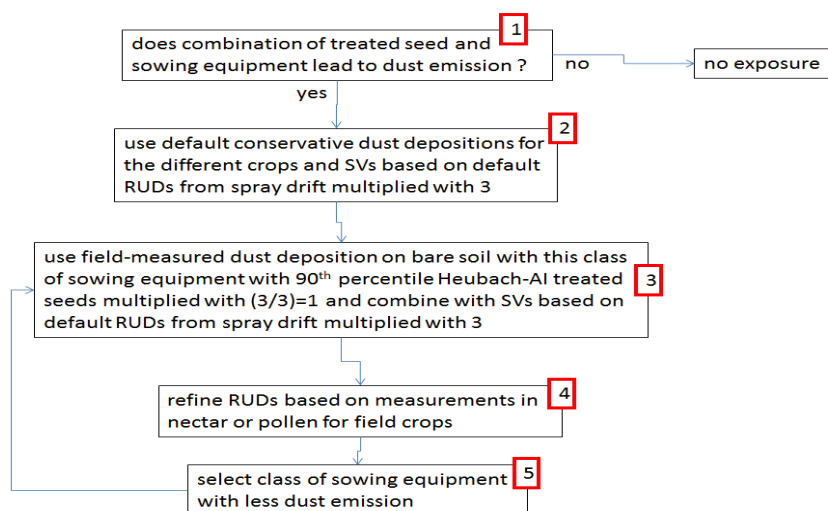 1
does combination of treated seed and
sowing equipment lead to dust emission ?
no
no exposure
yes
2
use default conservative dust depositions for
the different crops and SVs based on default
RUDs from spray drift multiplied with 3
3
use field-measured dust deposition on bare soil with this class
of sowing equipment with 90th percentile Heubach-AI treated
seeds multiplied with (3/3)=1 and combine with SVs based on
default RUDs from spray drift multiplied with 3
4
refine RUDs based on measurements in
nectar or pollen for field crops
5
select class of sowing equipment
with less dust emission